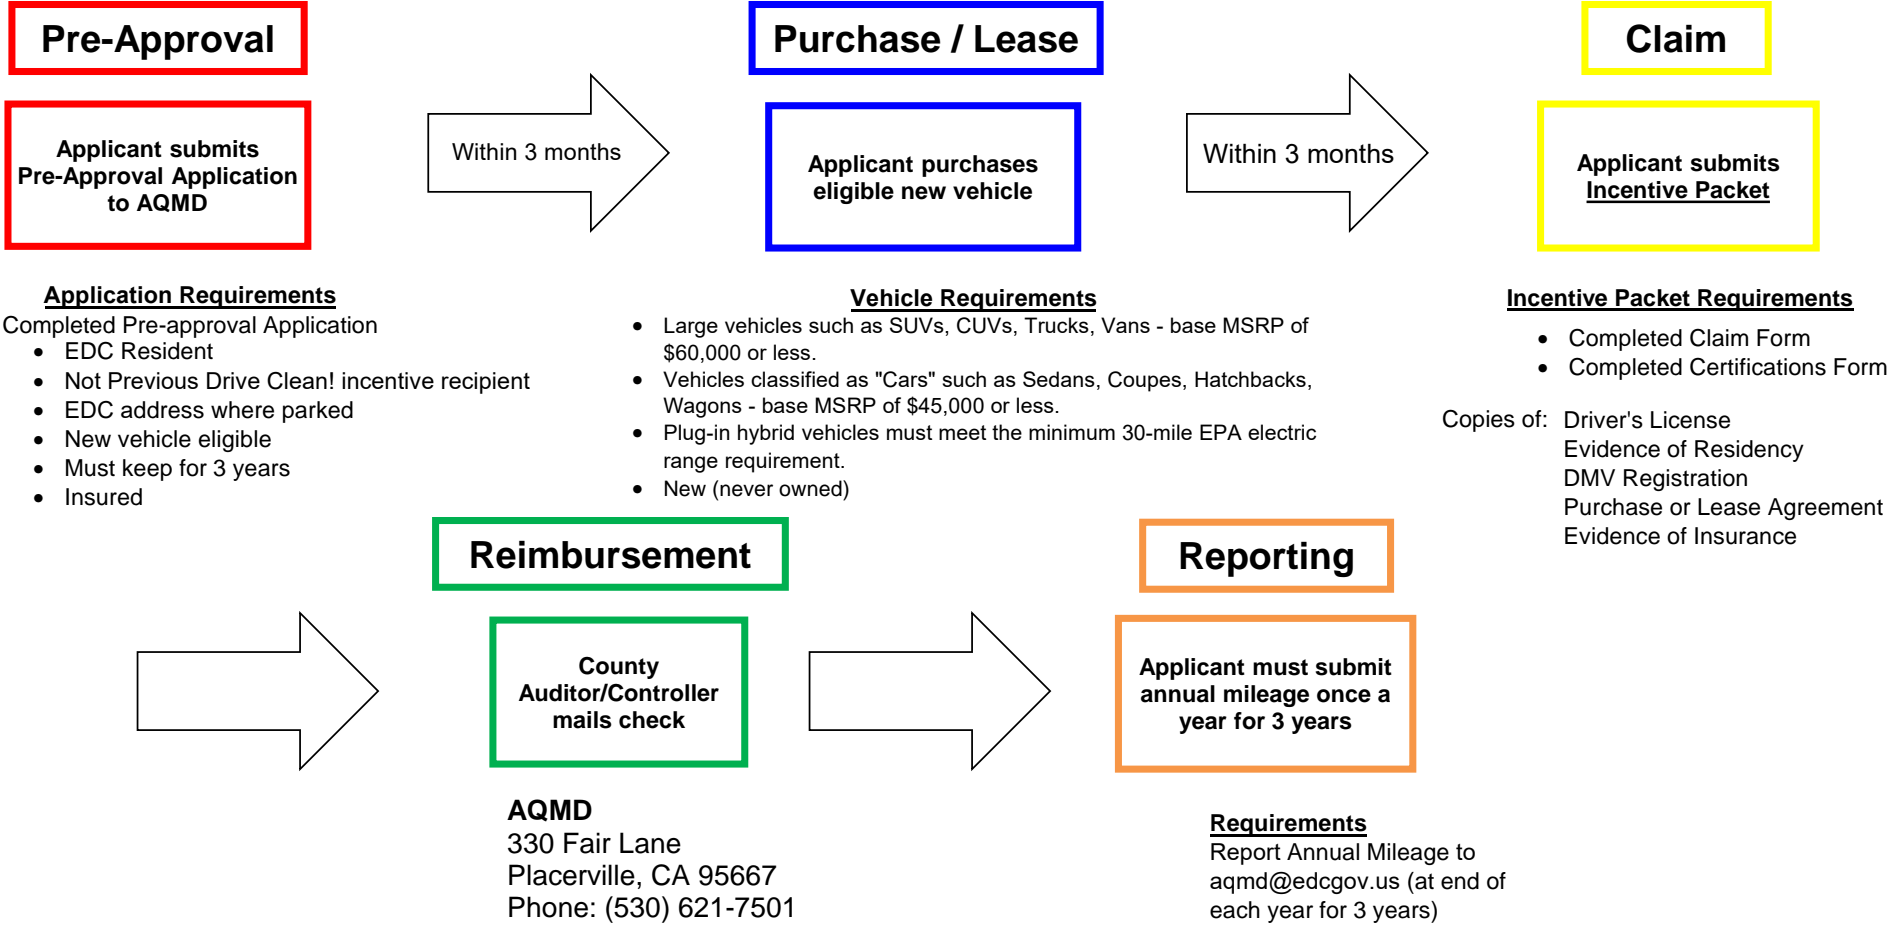 Pre-Approval
Applicant submits
Pre-Approval Application
to AQMD
Within 3 months
Purchase / Lease
Applicant purchases
eligible new vehicle
Within 3 months
Claim
Applicant submits
Incentive Packet
Application Requirements
Completed Pre-approval Application
• EDC Resident
• Not Previous Drive Clean! incentive recipient
• EDC address where parked
• New vehicle eligible
• Must keep for 3 years
• Insured
Vehicle Requirements
• Large vehicles such as SUVs, CUVs, Trucks, Vans - base MSRP of
$60,000 or less.
• Vehicles classified as "Cars" such as Sedans, Coupes, Hatchbacks,
Wagons - base MSRP of $45,000 or less.
• Plug-in hybrid vehicles must meet the minimum 30-mile EPA electric
range requirement.
• New (never owned)
Incentive Packet Requirements
• Completed Claim Form
• Completed Certifications Form
Copies of: Driver's License
Evidence of Residency
DMV Registration
Purchase or Lease Agreement
Evidence of Insurance
Reimbursement
County
Auditor/Controller
mails check
AQMD
330 Fair Lane
Placerville, CA 95667
Phone: (530) 621-7501
Reporting
Applicant must submit
annual mileage once a
year for 3 years
Requirements
Report Annual Mileage to
aqmd@edcgov.us (at end of
each year for 3 years)